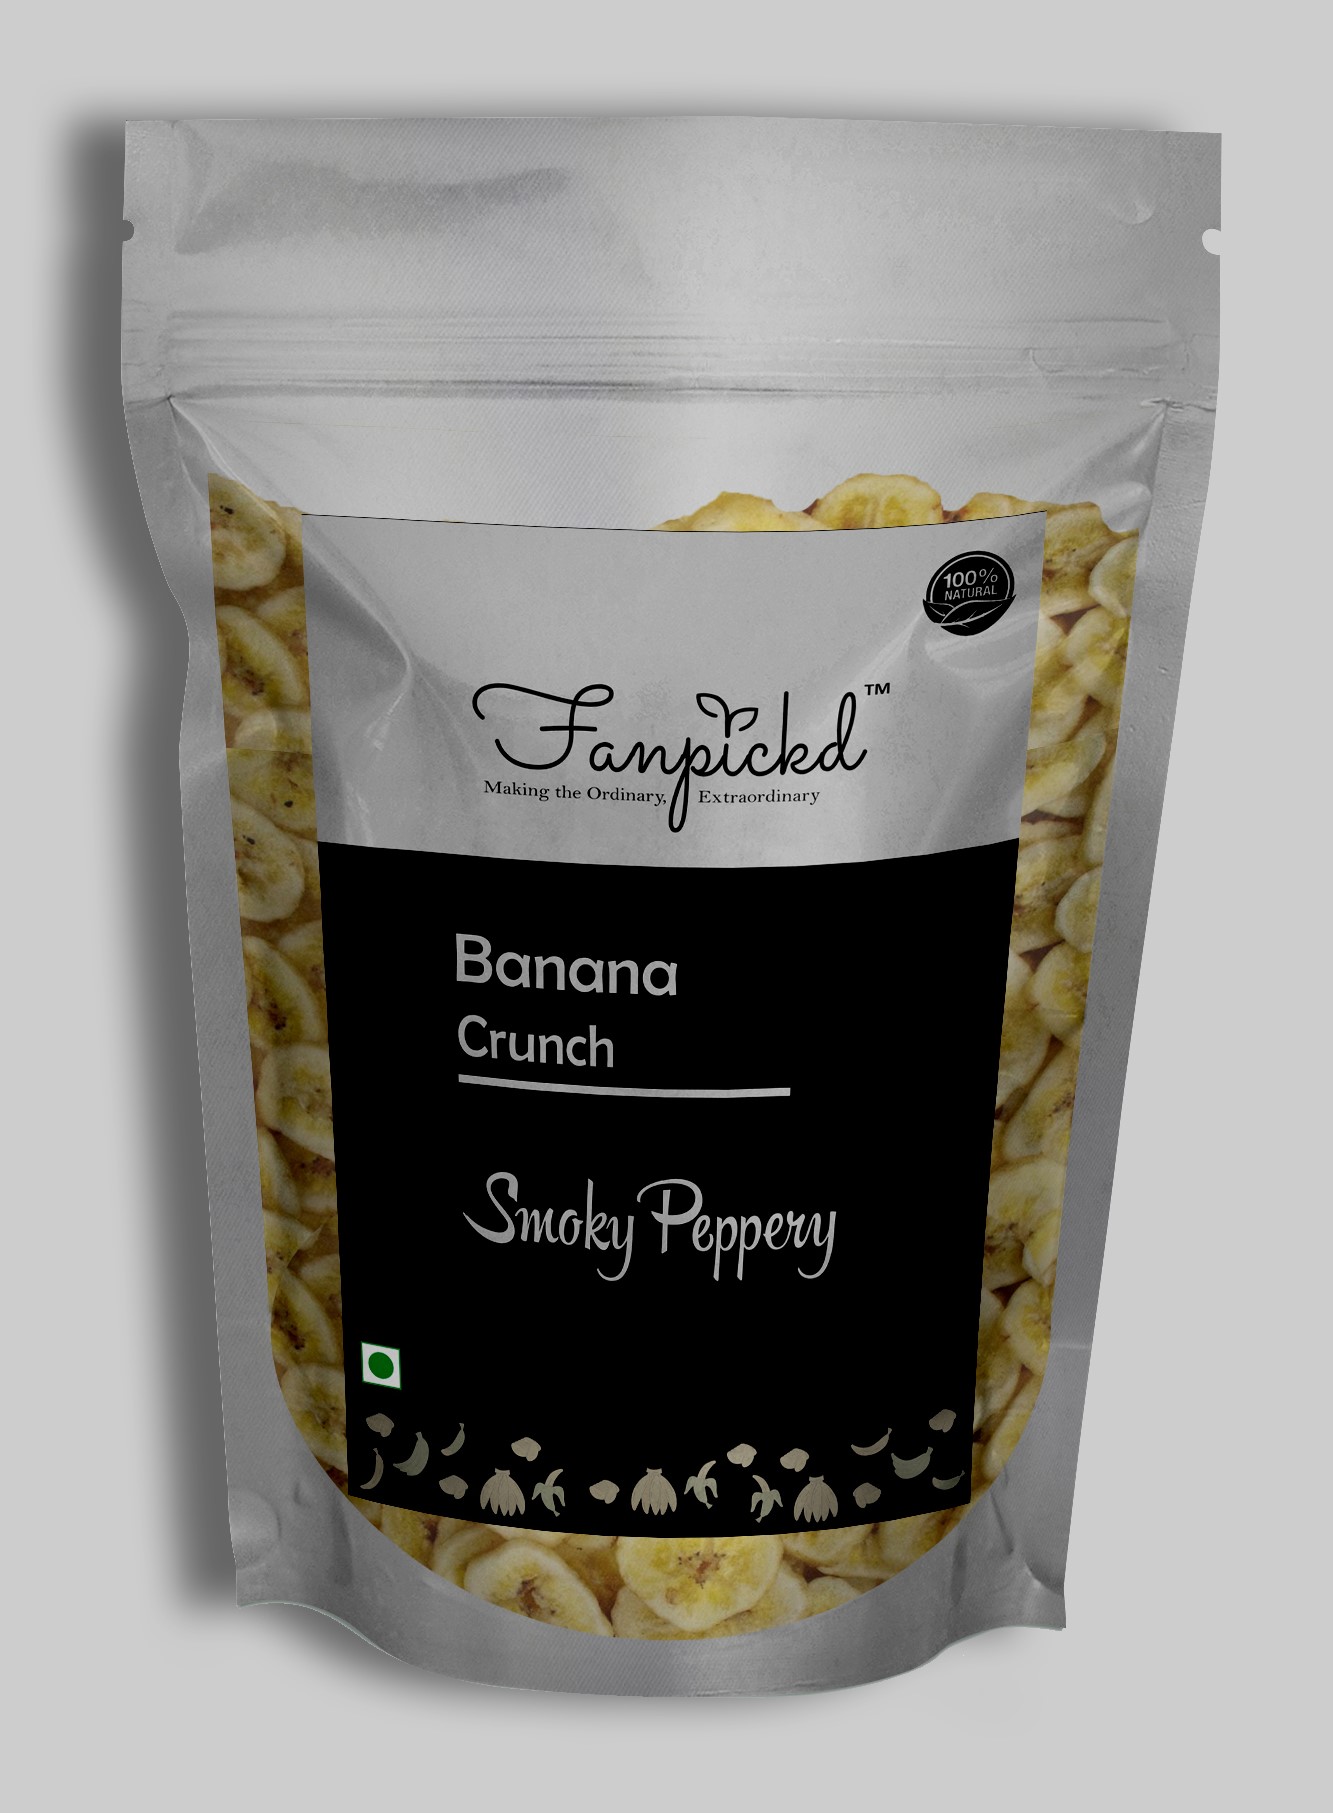 100%
NATURAL
Fanpickd™
Making the Ordinary, Extraordinary
Banana
Crunch
Smoky Peppery